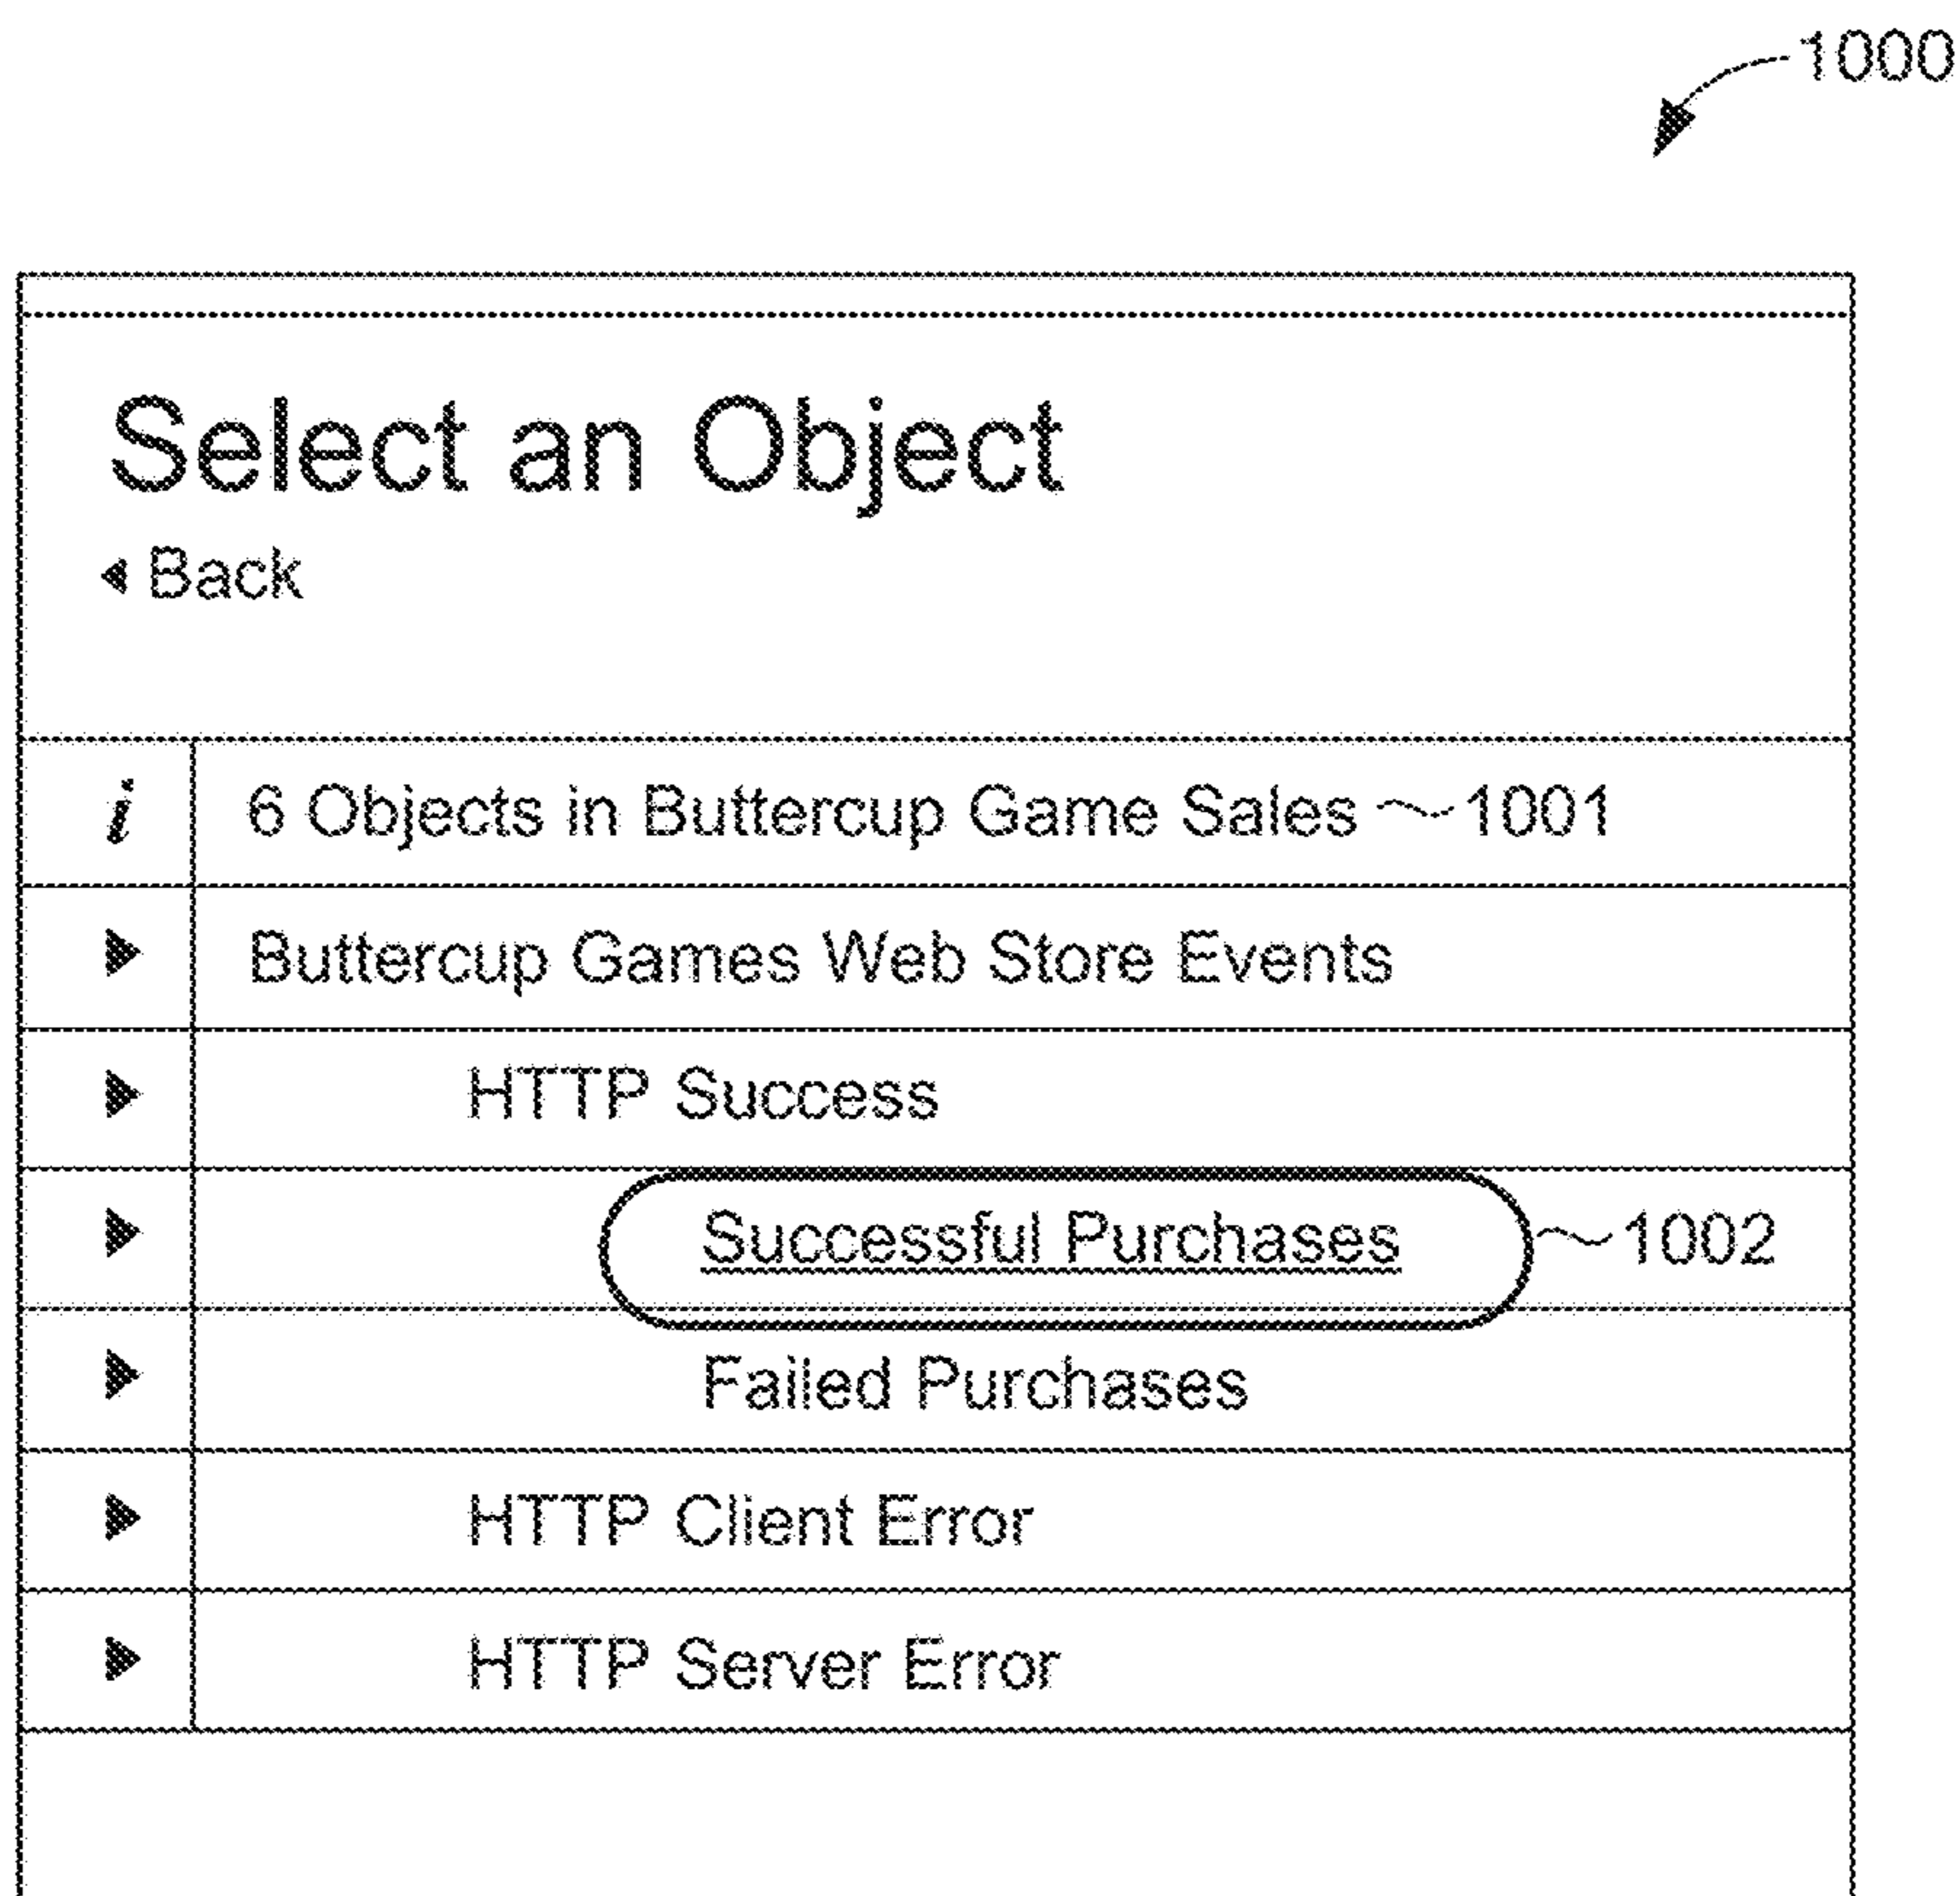 1000
Select an Object
Back
i 6 Objects in Buttercup Game Sales 1001
Buttercup Games Web Store Events
HTTP Success
Successful Purchases 1002
Failed Purchases
HTTP Client Error
HTTP Server Error